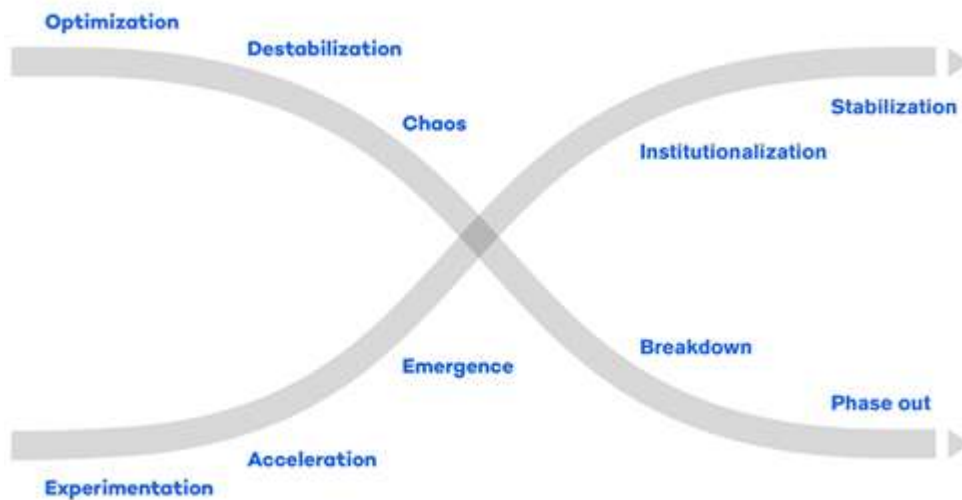 Optimization
Destabilization
Chaos
Stabilization
Institutionalization
Emergence
Breakdown
Phase out
Acceleration
Experimentation